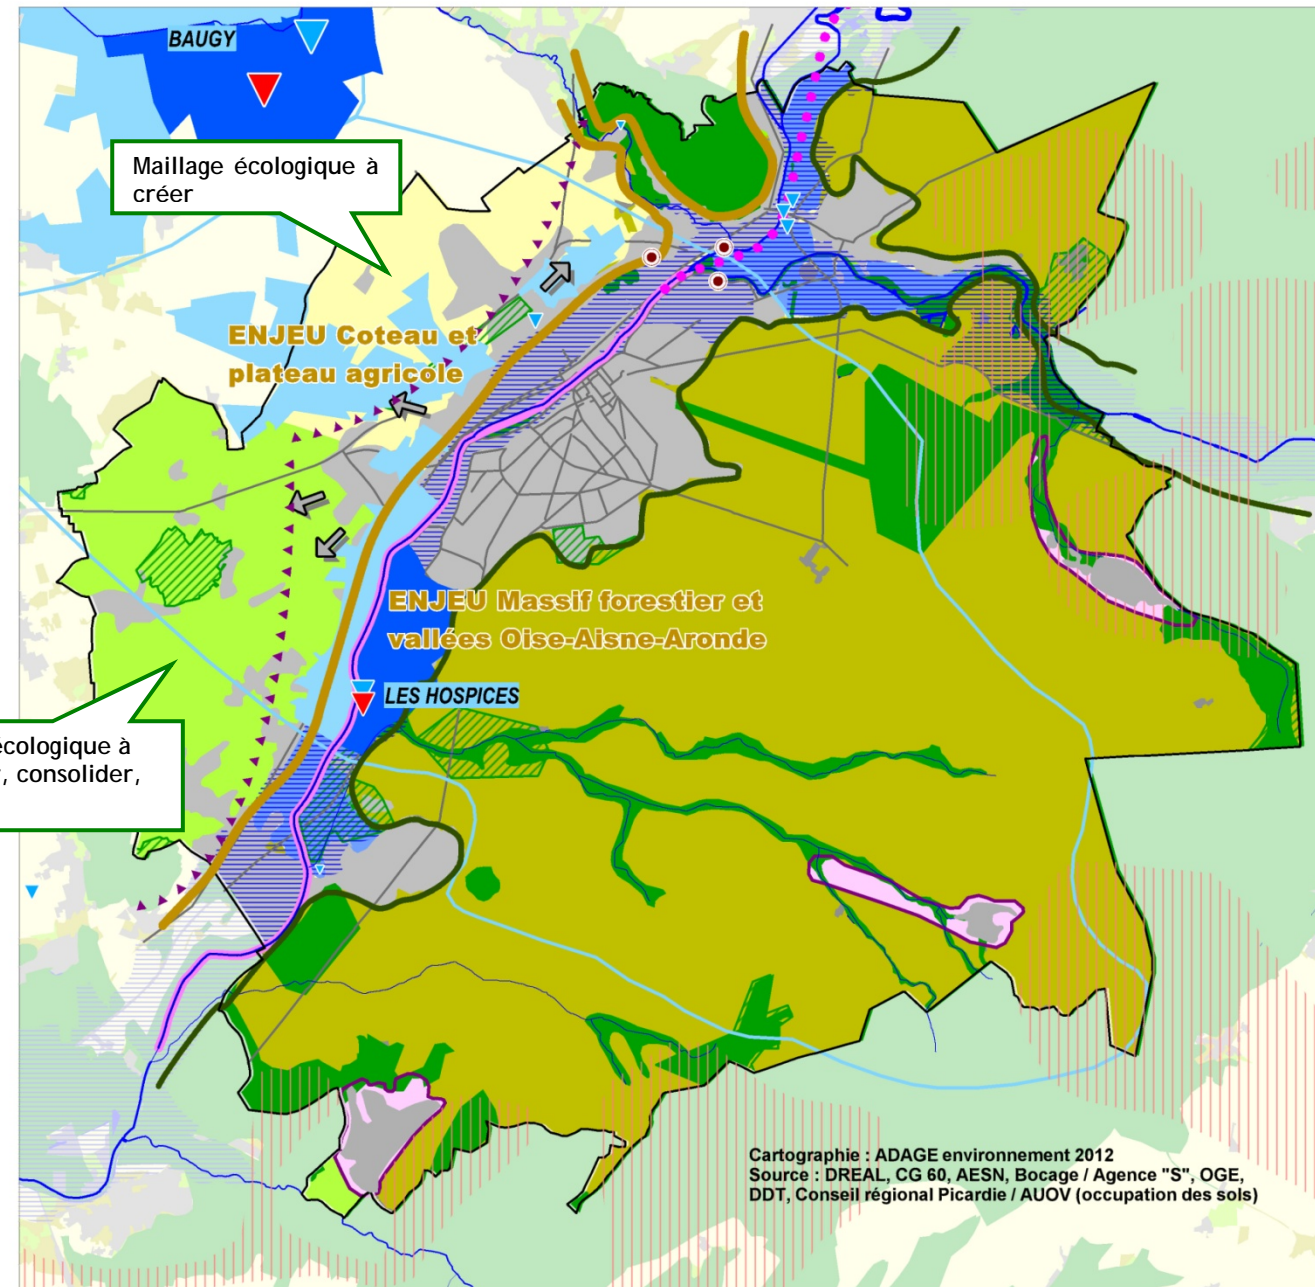 BAUGY
Maillage écologique à
créer
ENJEU Coteau et
plateau agricole
ENJEU Massif forestier et
vallées Oise-Aisne-Aronde
LES HOSPICES
écologique à
, consolider,
Cartographie : ADAGE environnement 2012
Source : DREAL, CG 60, AESN, Bocage / Agence "S", OGE,
DDT, Conseil régional Picardie / AUOV (occupation des sols)